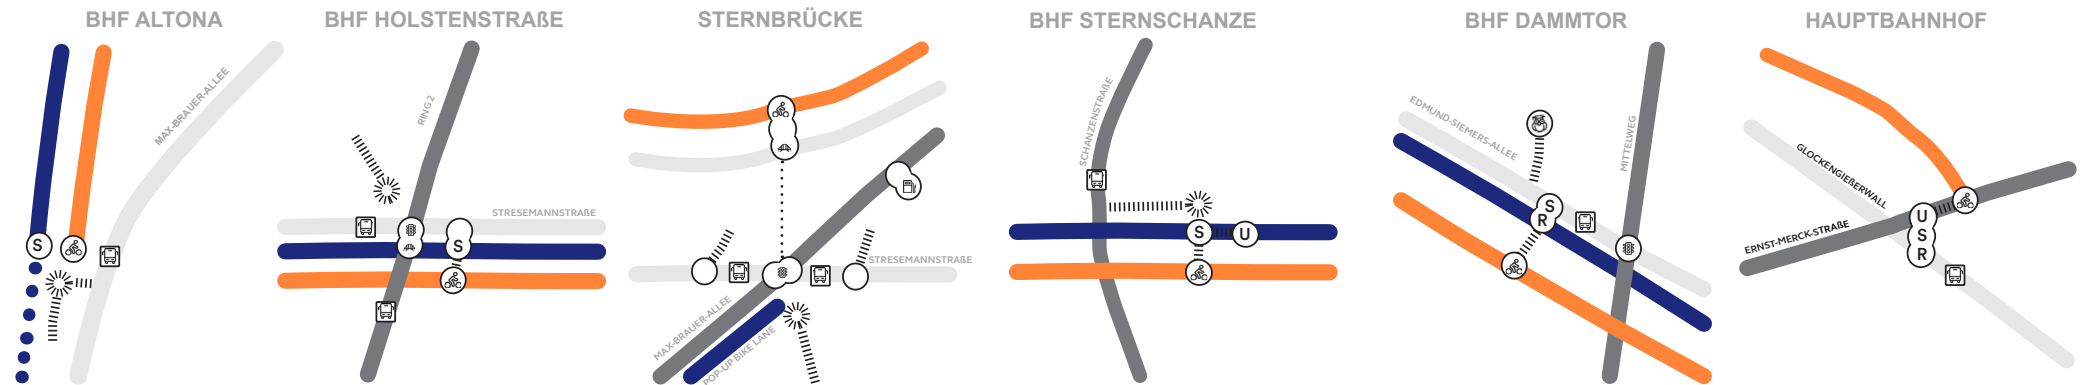 BHF ALTONA
MAX-BRAUER-ALLEE
S
BHF HOLSTENSTRAßE
RING 2
STRESEMANNSTRAßE
S
STERNBRÜCKE
STRESEMANNSTRAßE
MAX-BRAUER-ALLEE
POP-UP BIKE LANE
BHF STERNSCHANZE
SCHANZENSTRAßE
S
U
BHF DAMMTOR
EDMUND-SIEMERS-ALLEE
MITTELWEG
S
R
HAUPTBAHNHOF
GLOCKENGIEßERWALL
ERNST-MERCK-STRAßE
U
S
R